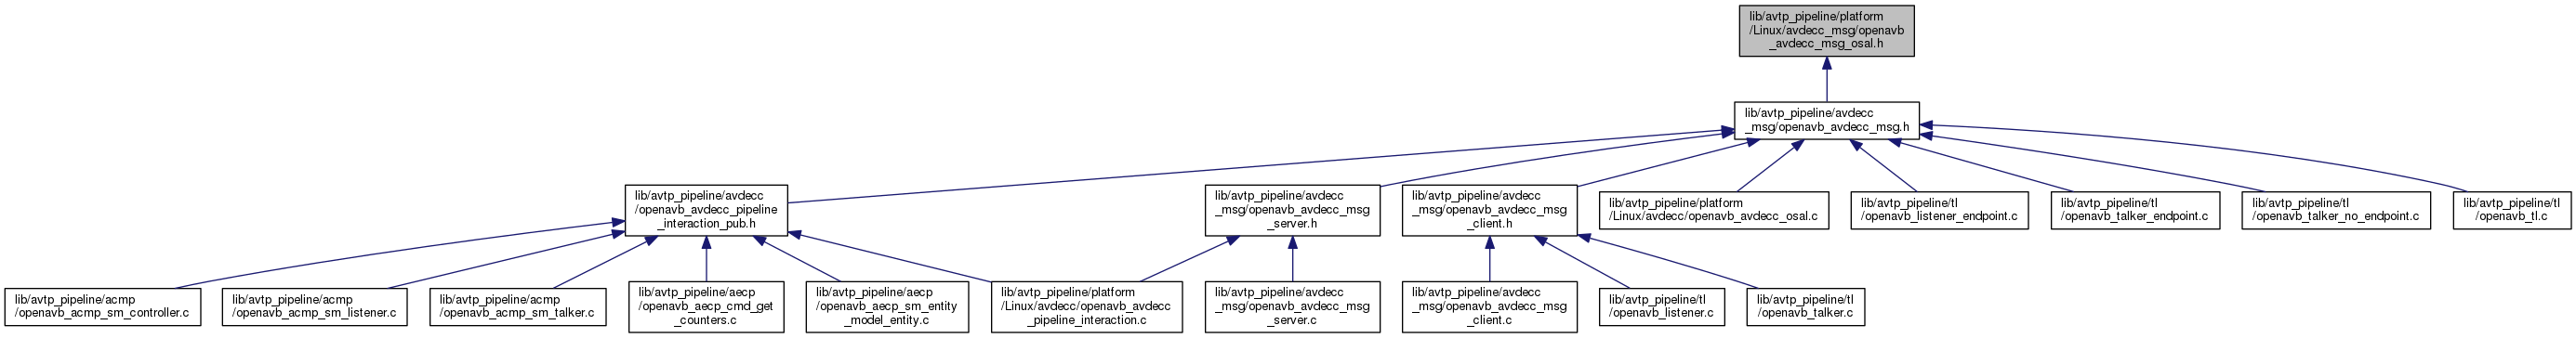 lib/avtp_pipeline/platform
/Linux/avdecc_msg/openavb
_avdecc_msg_osal.h
lib/avtp_pipeline/avdecc
_msg/openavb_avdecc_msg.h
lib/avtp_pipeline/avdecc
/openavb_avdecc_pipeline
_interaction_pub.h
lib/avtp_pipeline/avdecc
_msg/openavb_avdecc_msg
_server.h
lib/avtp_pipeline/avdecc
_msg/openavb_avdecc_msg
_client.h
lib/avtp_pipeline/platform
/Linux/avdecc/openavb_avdecc_osal.c
lib/avtp_pipeline/tl
/openavb_listener_endpoint.c
lib/avtp_pipeline/tl
/openavb_talker_endpoint.c
lib/avtp_pipeline/tl
/openavb_talker_no_endpoint.c
lib/avtp_pipeline/tl
/openavb_tl.c
lib/avtp_pipeline/acmp
/openavb_acmp_sm_controller.c
lib/avtp_pipeline/acmp
/openavb_acmp_sm_listener.c
lib/avtp_pipeline/acmp
/openavb_acmp_sm_talker.c
lib/avtp_pipeline/aecp
/openavb_aecp_cmd_get
_counters.c
lib/avtp_pipeline/aecp
/openavb_aecp_sm_entity
_model_entity.c
lib/avtp_pipeline/platform
/Linux/avdecc/openavb_avdecc
_pipeline_interaction.c
lib/avtp_pipeline/avdecc
_msg/openavb_avdecc_msg
_server.c
lib/avtp_pipeline/avdecc
_msg/openavb_avdecc_msg
_client.c
lib/avtp_pipeline/tl
/openavb_listener.c
lib/avtp_pipeline/tl
/openavb_talker.c